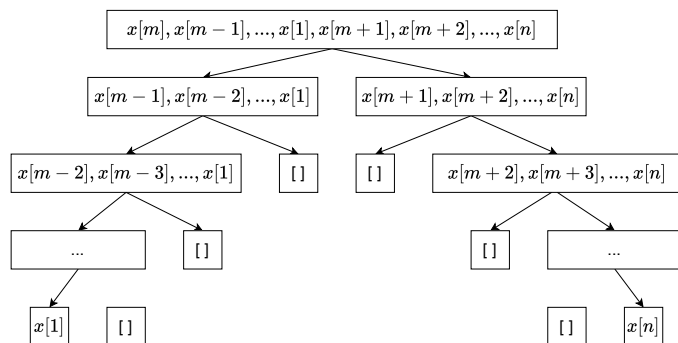 x[m], x[m − 1], ..., x[1], x[m + 1], x[m + 2], ..., x[n]
x[m − 1], x[m − 2], ..., x[1]
x[m + 1], x[m + 2], ..., x[n]
x[m − 2], x[m − 3], ..., x[1]
[ ]
[ ]
x[m + 2], x[m + 3], ..., x[n]
...
[ ]
[ ]
...
x[1]
[ ]
[ ]
x[n]